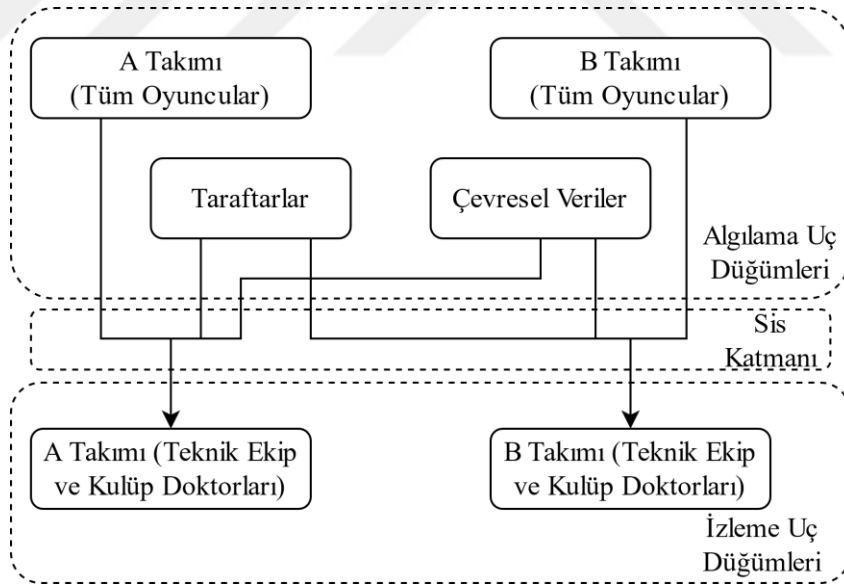 A Takımı
(Tüm Oyuncular)
B Takımı
(Tüm Oyuncular)
Taraftarlar
Çevresel Veriler
Algılama Uç
Düğümleri
Sis
Katmanı
A Takımı (Teknik Ekip
ve Kulüp Doktorları)
B Takımı (Teknik Ekip
ve Kulüp Doktorları)
İzleme Uç
Düğümleri